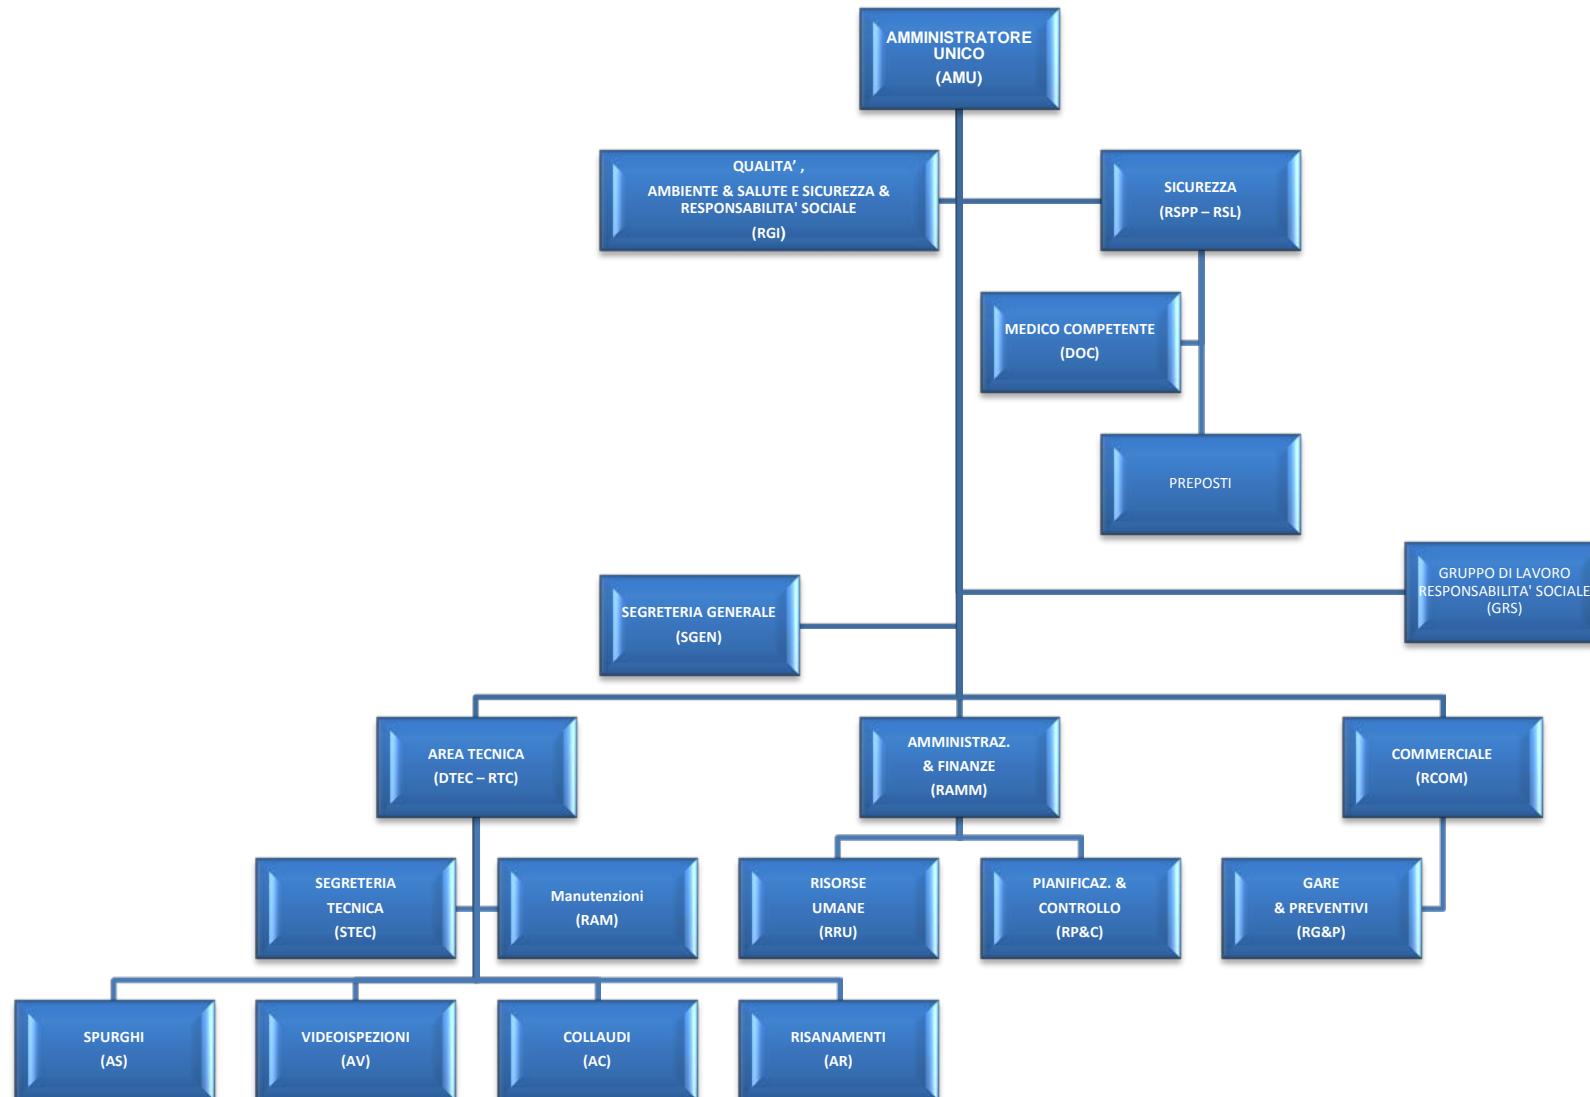 AMMINISTRATORE
UNICO
(AMU)
QUALITA' ,
AMBIENTE & SALUTE E SICUREZZA &
RESPONSABILITA' SOCIALE
(RGI)
SICUREZZA
(RSPP – RSL)
MEDICO COMPETENTE
(DOC)
PREPOSTI
GRUPPO DI LAVORO
RESPONSABILITA' SOCIALE
(GRS)
SEGRETERIA GENERALE
(SGEN)
AREA TECNICA
(DTEC – RTC)
AMMINISTRAZ.
& FINANZE
(RAMM)
COMMERCIALE
(RCOM)
SEGRETERIA
TECNICA
(STEC)
Manutenzioni
(RAM)
RISORSE
UMANE
(RRU)
PIANIFICAZ. &
CONTROLLO
(RP&C)
GARE
& PREVENTIVI
(RG&P)
SPURGHI
(AS)
VIDEOISPEZIONI
(AV)
COLLAUDI
(AC)
RISANAMENTI
(AR)